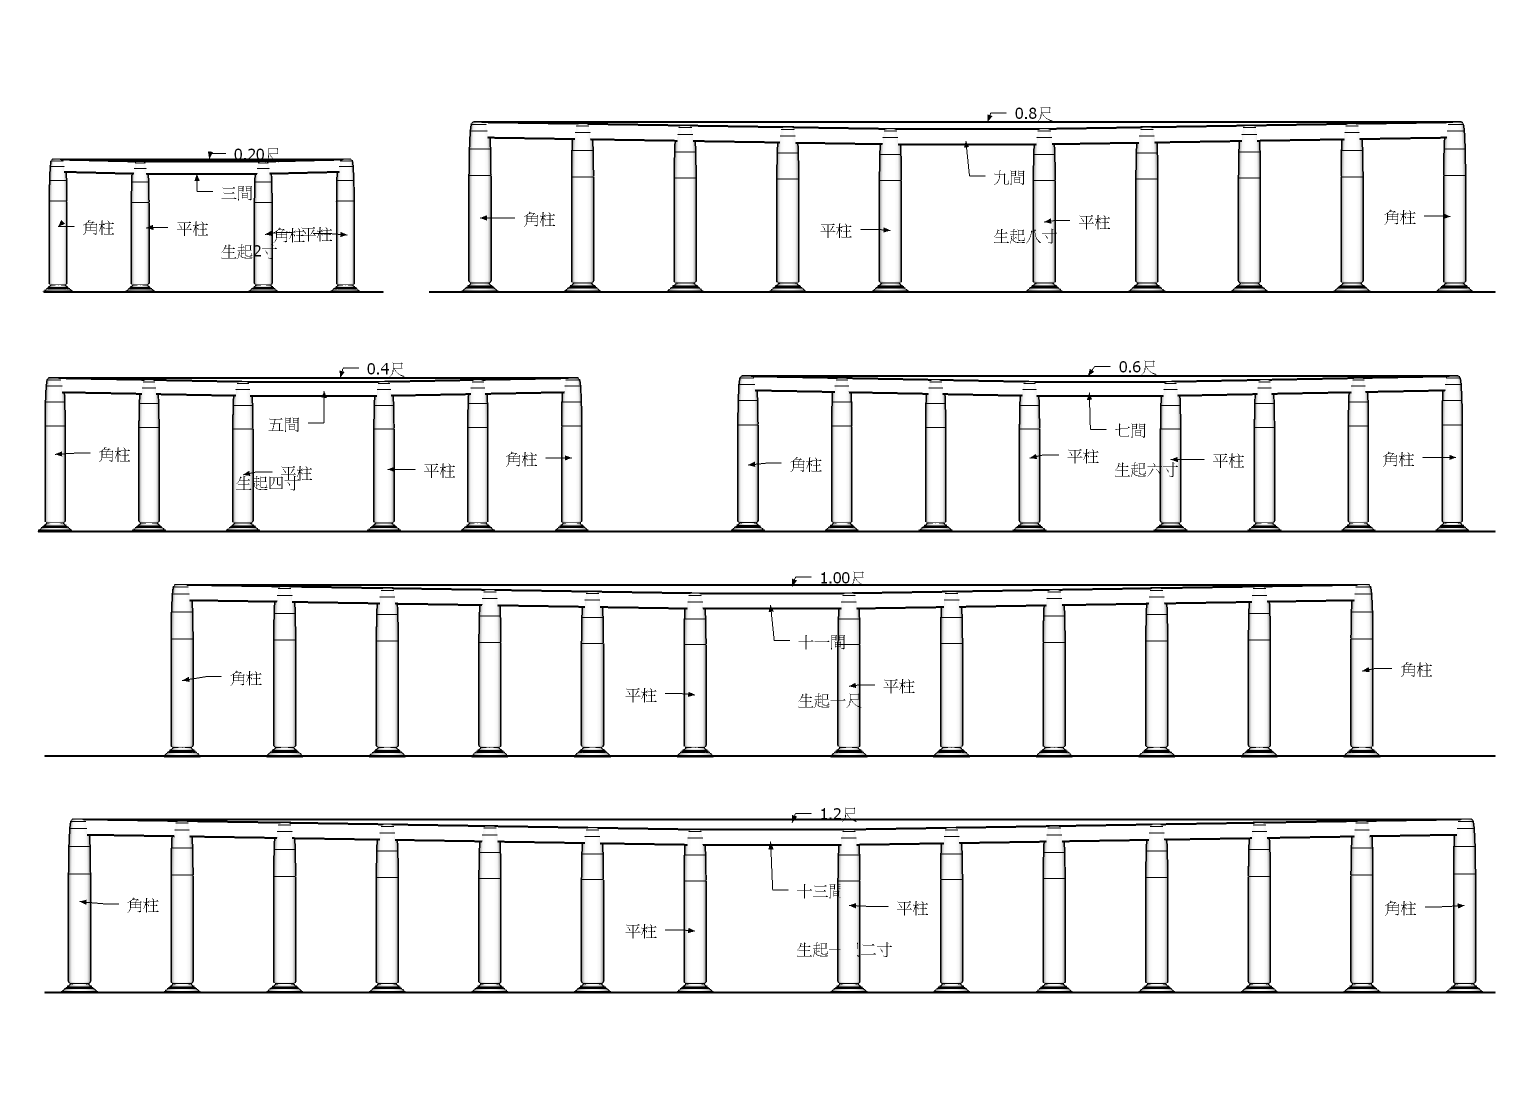 0.20尺
三間
角柱
平柱
角柱
平柱
生起2寸
0.8尺
九間
角柱
平柱
平柱
角柱
生起八寸
0.4尺
五間
角柱
平柱
平柱
角柱
生起四寸
0.6尺
七間
角柱
平柱
平柱
角柱
生起六寸
1.00尺
十一間
角柱
平柱
平柱
角柱
生起一尺
1.2尺
十三間
角柱
平柱
平柱
角柱
生起一 二寸